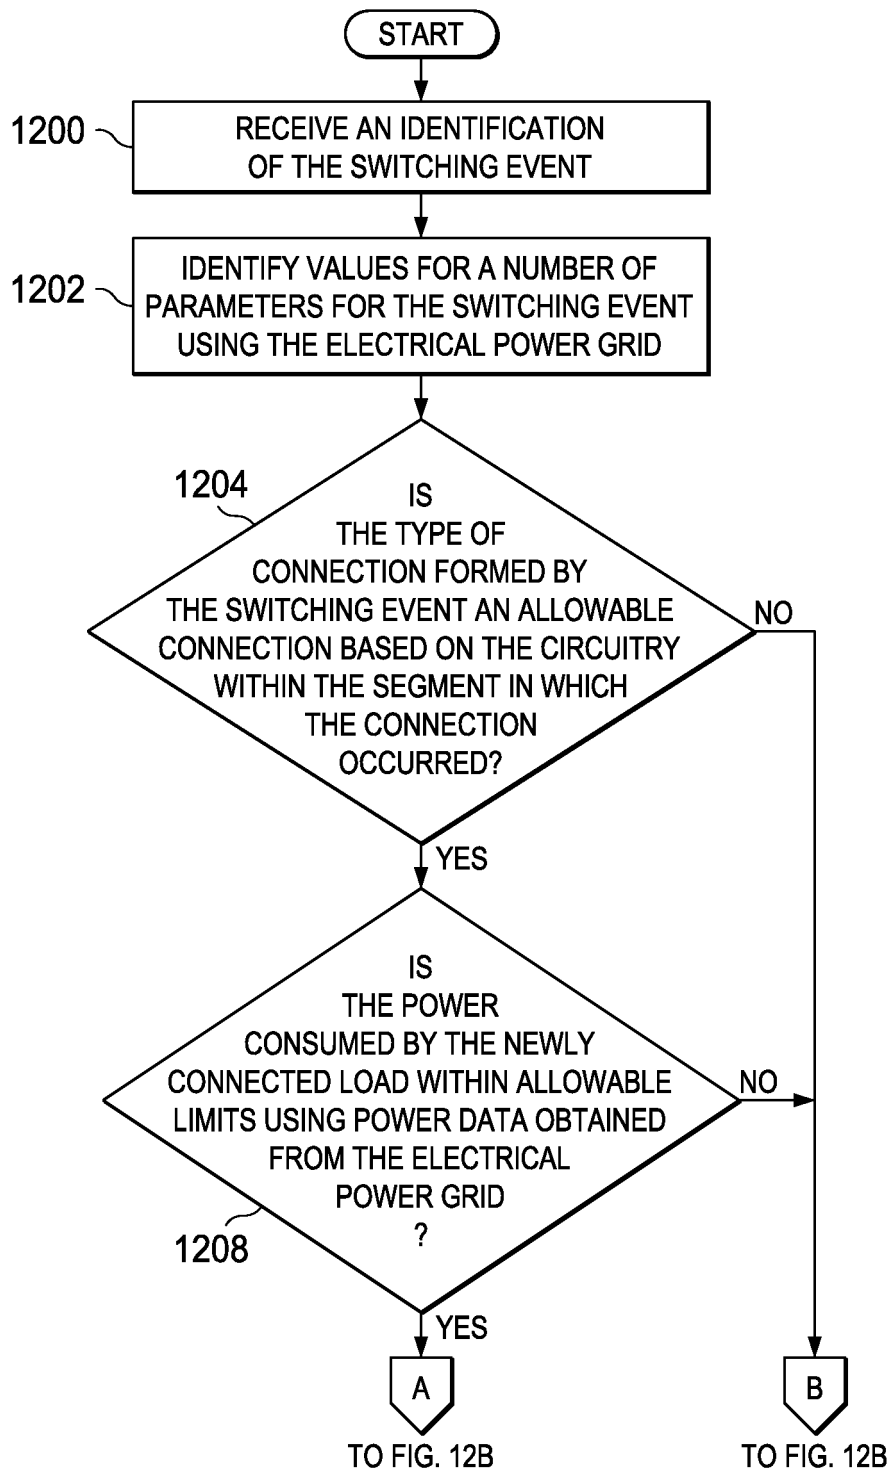 START
1200
RECEIVE AN IDENTIFICATION
OF THE SWITCHING EVENT
1202
IDENTIFY VALUES FOR A NUMBER OF
PARAMETERS FOR THE SWITCHING EVENT
USING THE ELECTRICAL POWER GRID
1204
IS
THE TYPE OF
CONNECTION FORMED BY
THE SWITCHING EVENT AN ALLOWABLE
CONNECTION BASED ON THE CIRCUITRY
WITHIN THE SEGMENT IN WHICH
THE CONNECTION
OCCURRED?
NO
YES
IS
THE POWER
CONSUMED BY THE NEWLY
CONNECTED LOAD WITHIN ALLOWABLE
LIMITS USING POWER DATA OBTAINED
FROM THE ELECTRICAL
POWER GRID
?
NO
1208
YES
A
TO FIG. 12B
B
TO FIG. 12B